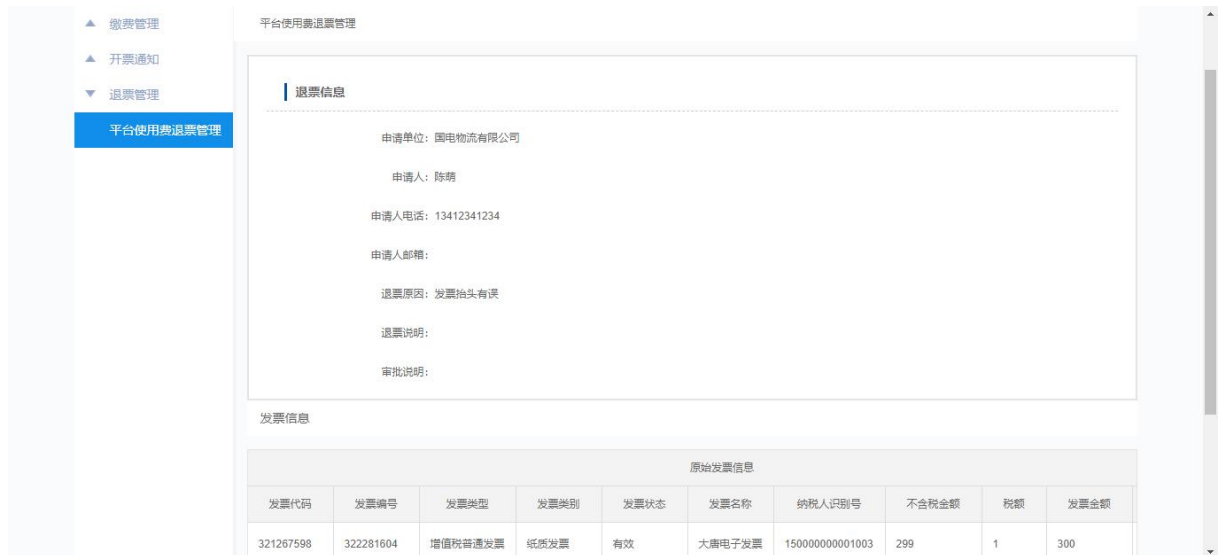 缴费管理
平台使用费退票管理
开票通知
退票管理
平台使用费退票管理
退票信息
申请单位：国电物流有限公司
申请人：陈萌
申请人电话：13412341234
申请人邮箱：
退票原因：发票抬头有误
退票说明：
审批说明：
发票信息
原始发票信息
发票代码 发票编号 发票类型 发票类别 发票状态 发票名称 纳税人识别号 不含税金额 税额 发票金额
321267598 322281604 增值税普通发票 纸质发票 有效 大唐电子发票 150000000001003 299 1 300